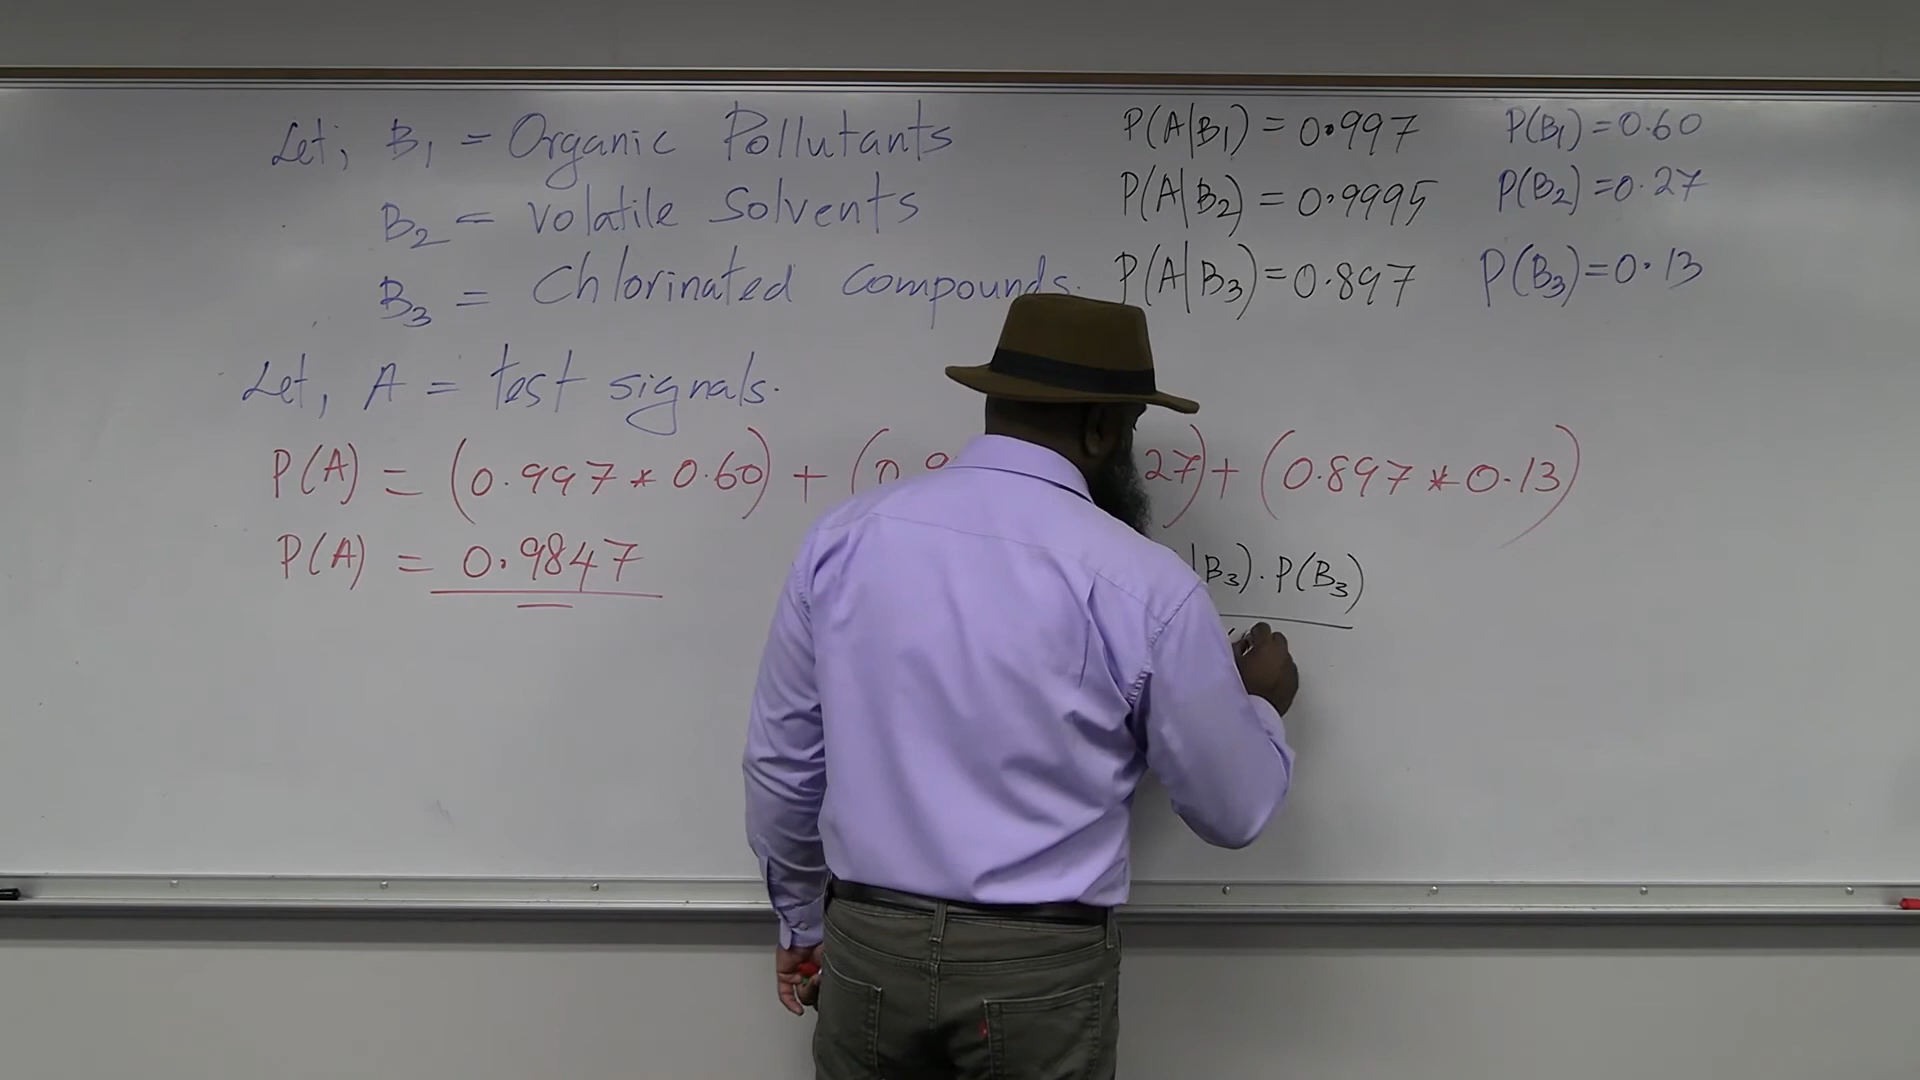 Let; B₁ = Organic Pollutants
B₂ = Volatile Solvents
B₃ = Chlorinated compounds.
P(A|B₁) = 0.997 P(B₁) = 0.60
P(A|B₂) = 0.9995 P(B₂) = 0.27
P(A|B₃) = 0.897 P(B₃) = 0.13
Let, A = test signals.
P(A) = (0.997 * 0.60) + ( 27) + (0.897 * 0.13)
P(A) = 0.9847
|B₃) · P(B₃)